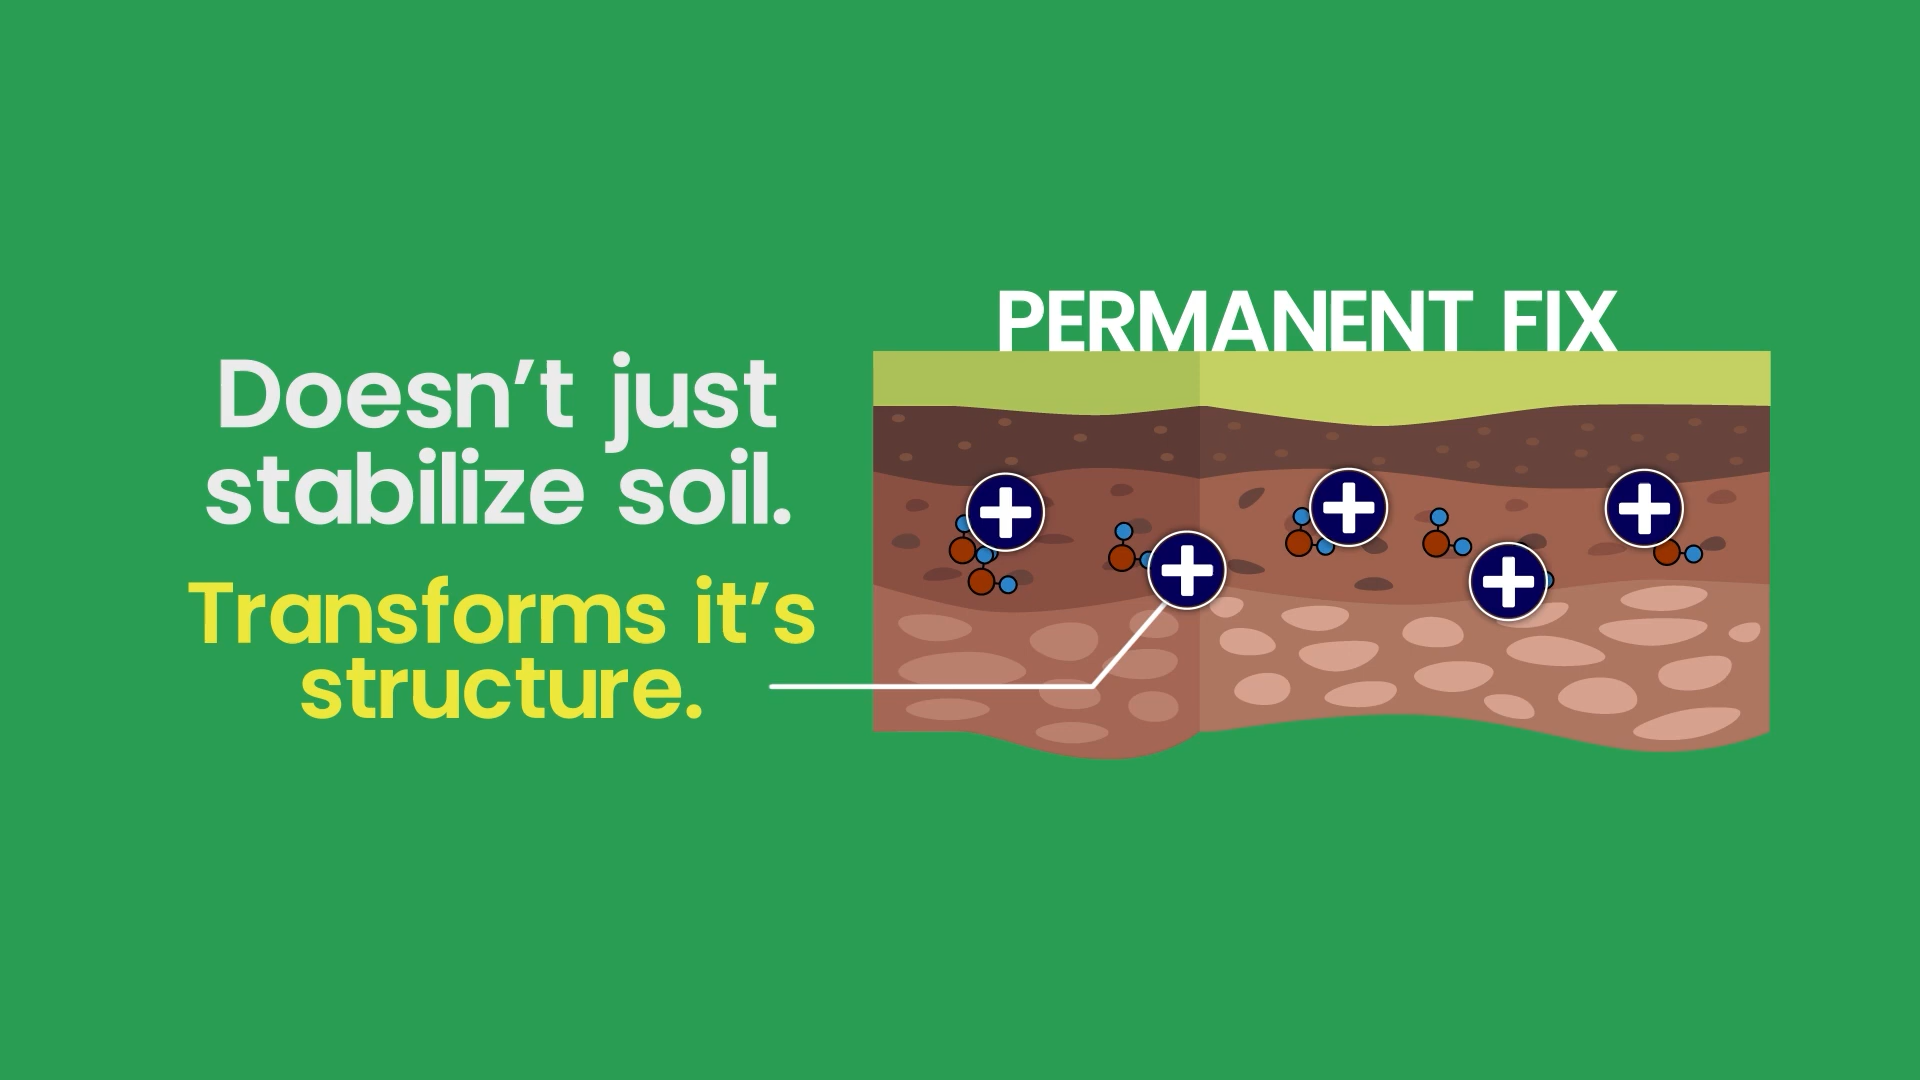 Doesn’t just
stabilize soil.
Transforms it’s
structure.
PERMANENT FIX